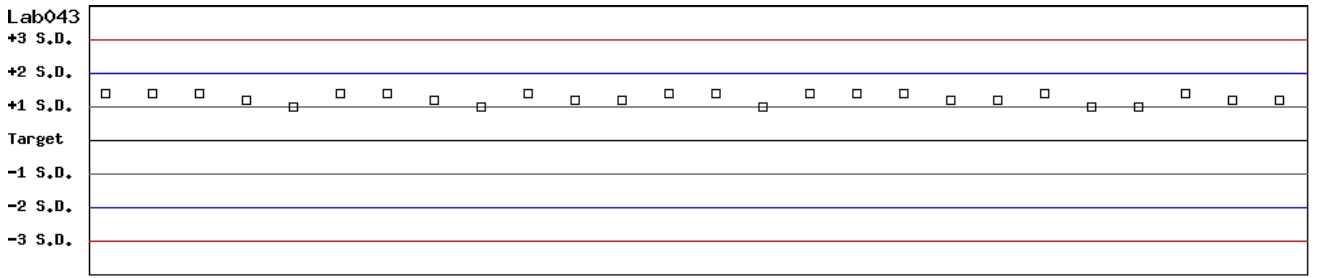 Lab043
+3 S.D.
+2 S.D.
+1 S.D.
Target
-1 S.D.
-2 S.D.
-3 S.D.